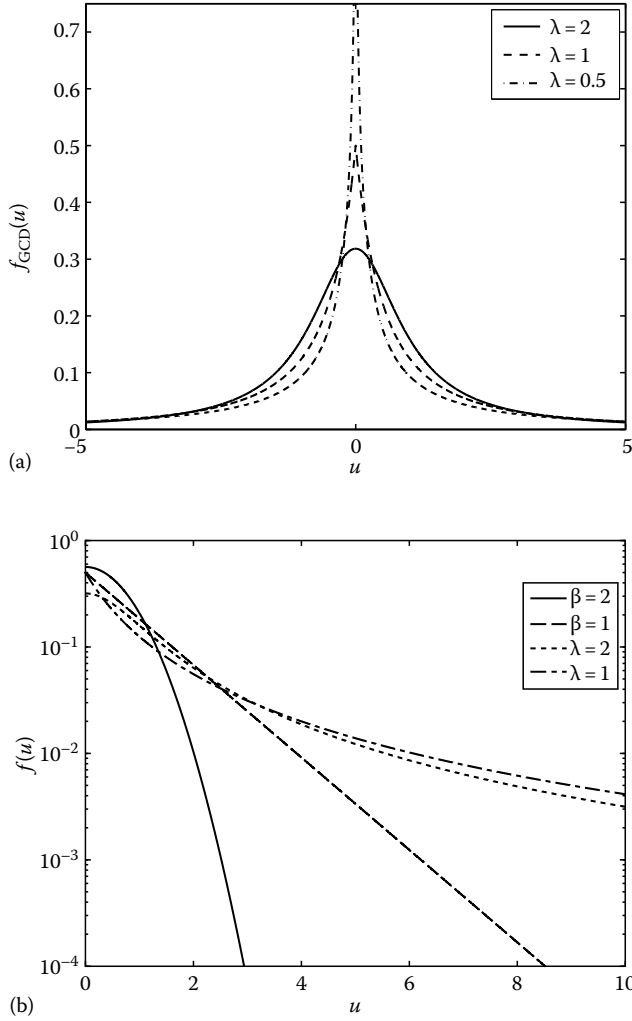 0.7
0.6
0.5
0.4
0.3
0.2
0.1
0
f_GCD(u)
λ = 2
λ = 1
λ = 0.5
−5
0
5
u
(a)
10^0
10^−1
10^−2
10^−3
10^−4
f(u)
β = 2
β = 1
λ = 2
λ = 1
0
2
4
6
8
10
u
(b)